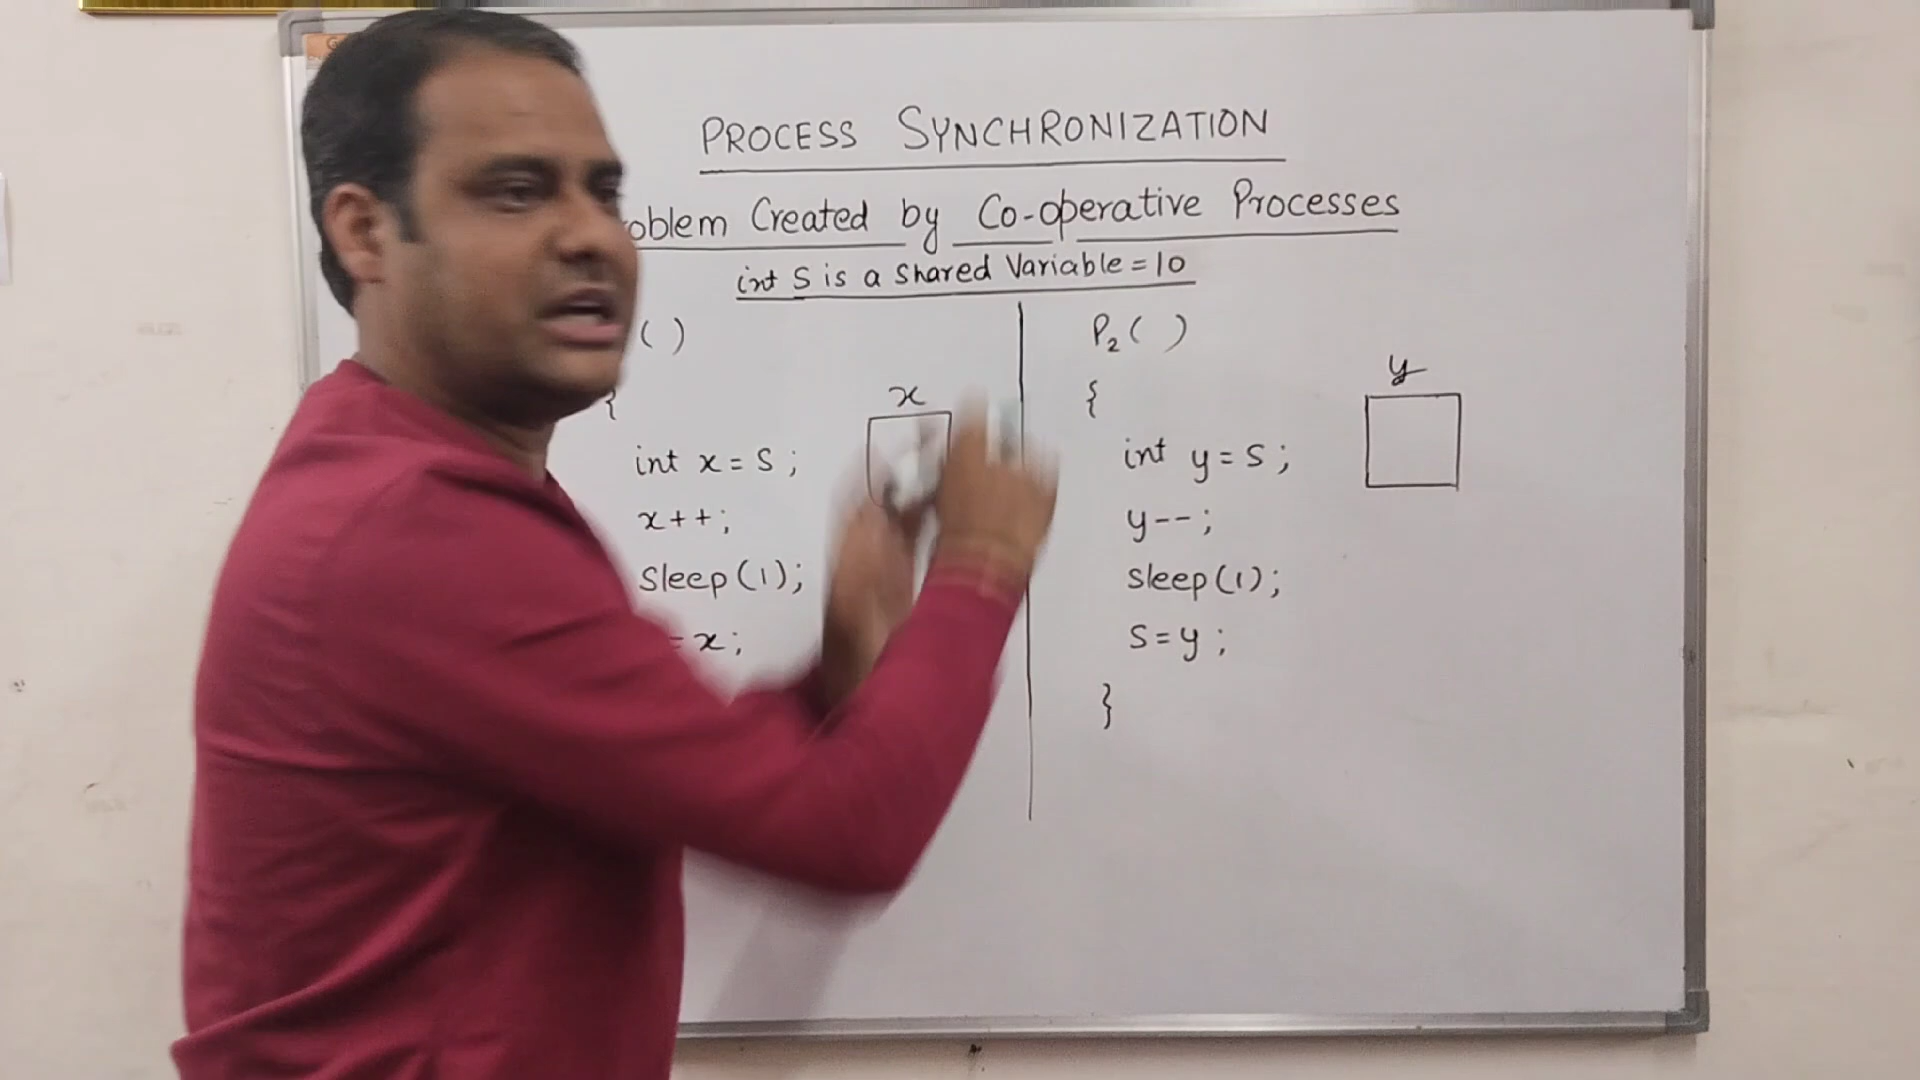 PROCESS SYNCHRONIZATION
oblem Created by Co-operative Processes
int S is a Shared Variable = 10
( )
{
x
int x = S ;
x++;
Sleep(1);
= x;
P2( )
{
y
int y = S ;
y-- ;
Sleep(1);
S = y ;
}